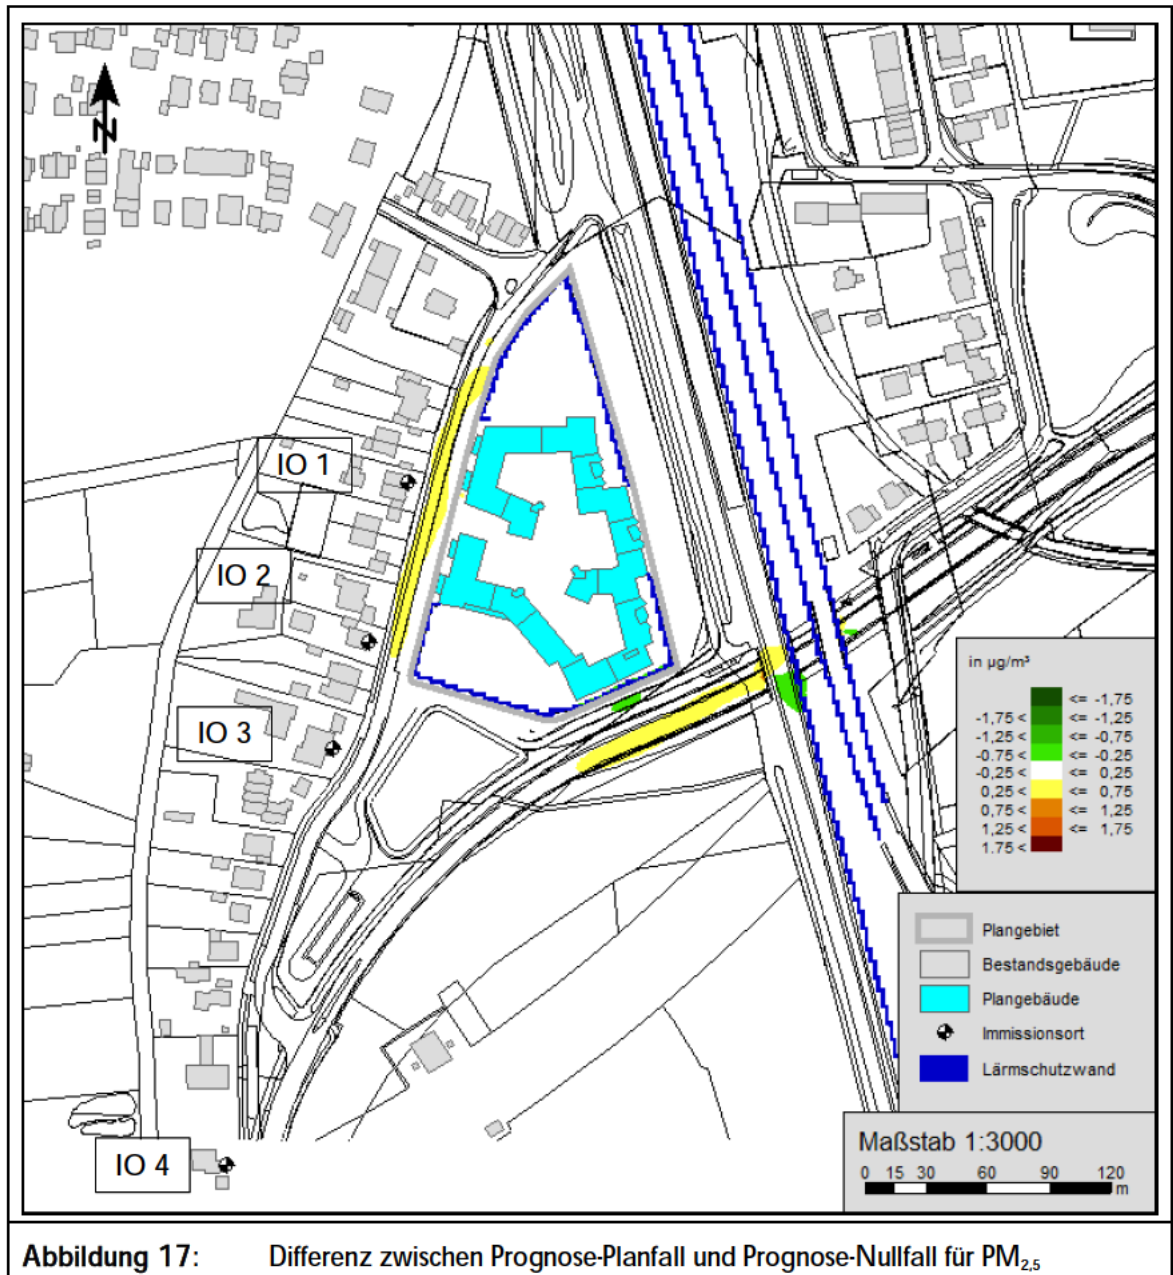 N
IO 1
IO 2
IO 3
IO 4
in µg/m³
<= -1,75
-1,75 < <= -1,25
-1,25 < <= -0,75
-0.75 < <= -0.25
-0,25 < <= 0,25
0,25 < <= 0,75
0,75 < <= 1,25
1,25 < <= 1,75
1.75 <
Plangebiet
Bestandsgebäude
Plangebäude
Immissionsort
Lärmschutzwand
Maßstab 1:3000
0 15 30 60 90 120
m
Abbildung 17: Differenz zwischen Prognose-Planfall und Prognose-Nullfall für PM2,5